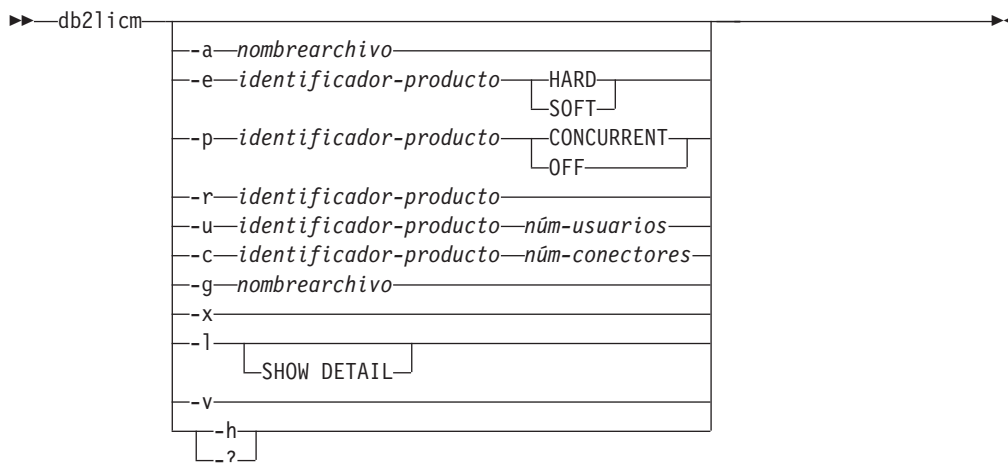 db2licm
-a nombrearchivo
-e identificador-producto HARD
SOFT
-p identificador-producto CONCURRENT
OFF
-r identificador-producto
-u identificador-producto núm-usuarios
-c identificador-producto núm-conectores
-g nombrearchivo
-x
-l
SHOW DETAIL
-v
-h
-?